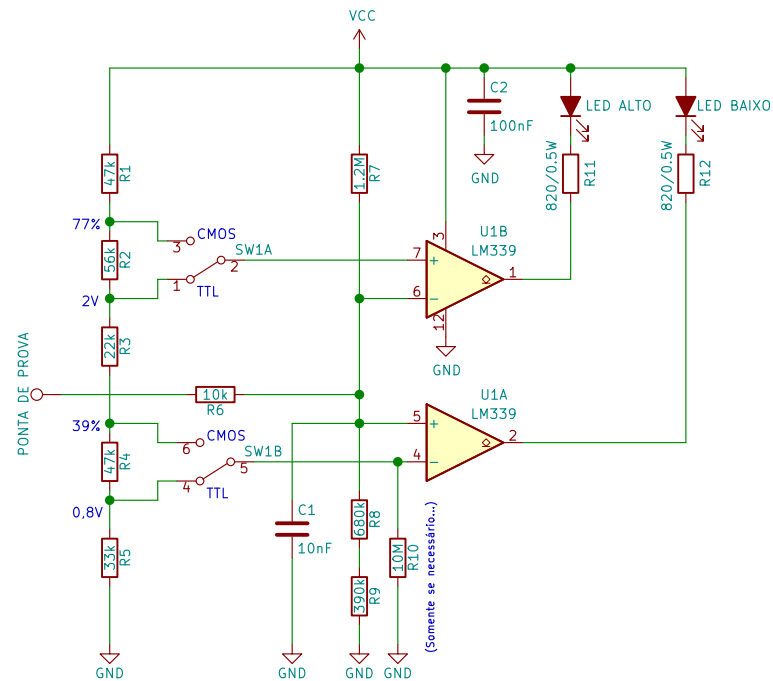 VCC
C2
100nF
GND
LED ALTO
LED BAIXO
820/0.5W
R11
820/0.5W
R12
47k
R1
1.2M
R7
77%
CMOS
3
SW1A
56k
R2
2
1
TTL
2V
U1B
LM339
3
7
+
6
−
1
12
GND
22k
R3
PONTA DE PROVA
10k
R6
39%
CMOS
6
SW1B
47k
R4
5
4
TTL
0,8V
U1A
LM339
5
+
4
−
2
C1
10nF
680k
R8
390k
R9
10M
R10
(Somente se necessário...)
33k
R5
GND
GND
GND
GND